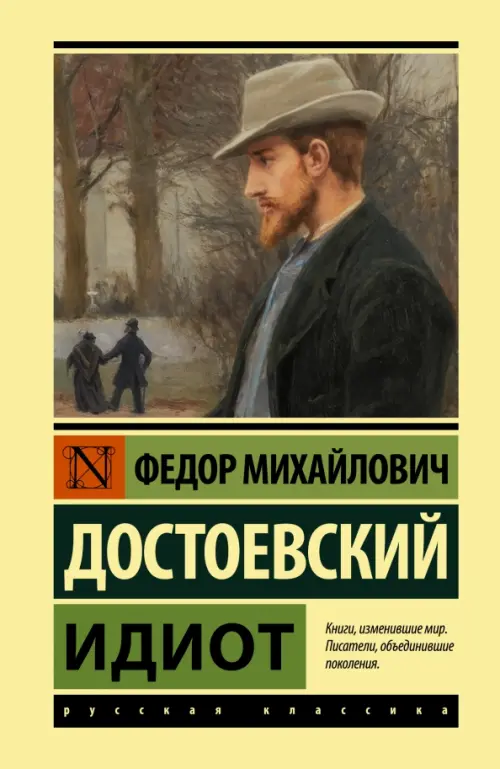 N
ФЕДОР МИХАЙЛОВИЧ
ДОСТОЕВСКИЙ
ИДИОТ
Книги, изменившие мир.
Писатели, объединившие
поколения.
русская классика